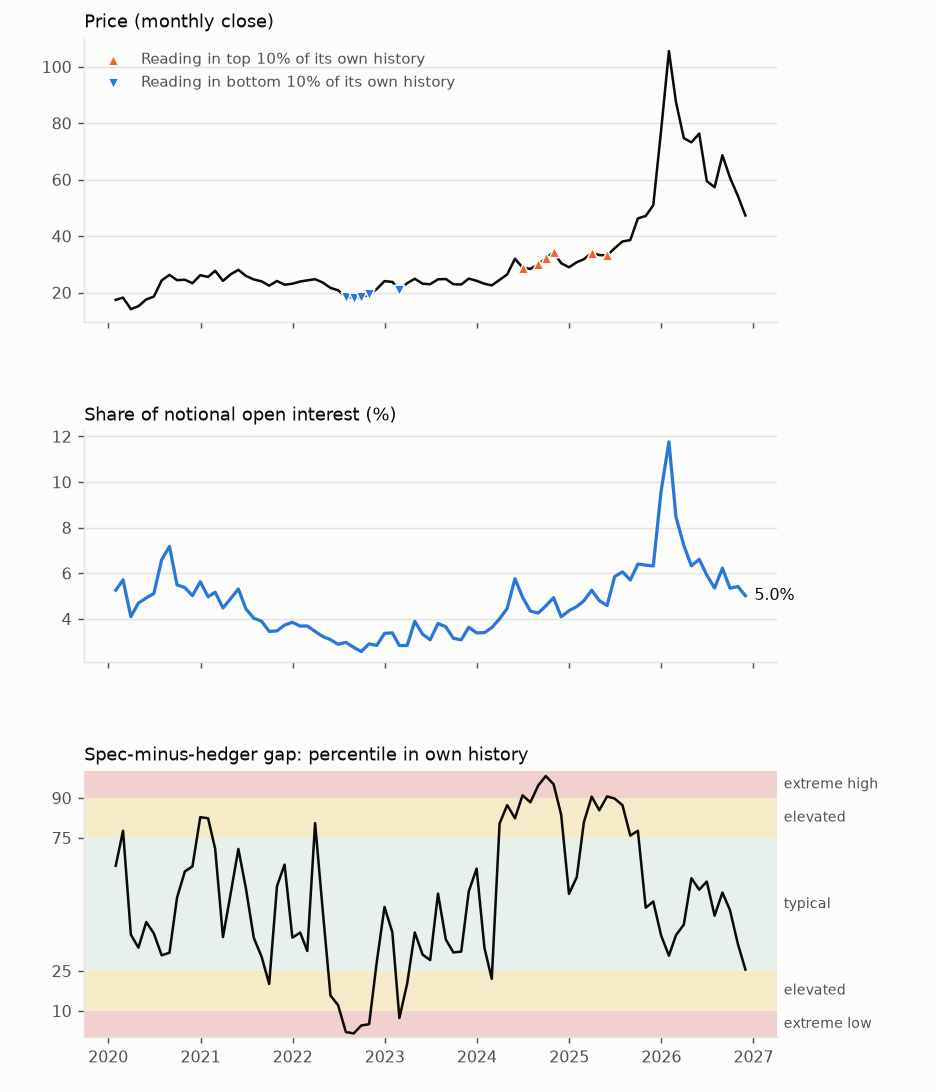 Price (monthly close)
Reading in top 10% of its own history
Reading in bottom 10% of its own history
100
80
60
40
20
Share of notional open interest (%)
12
10
8
6
4
5.0%
Spec-minus-hedger gap: percentile in own history
90
75
25
10
extreme high
elevated
typical
elevated
extreme low
2020 2021 2022 2023 2024 2025 2026 2027